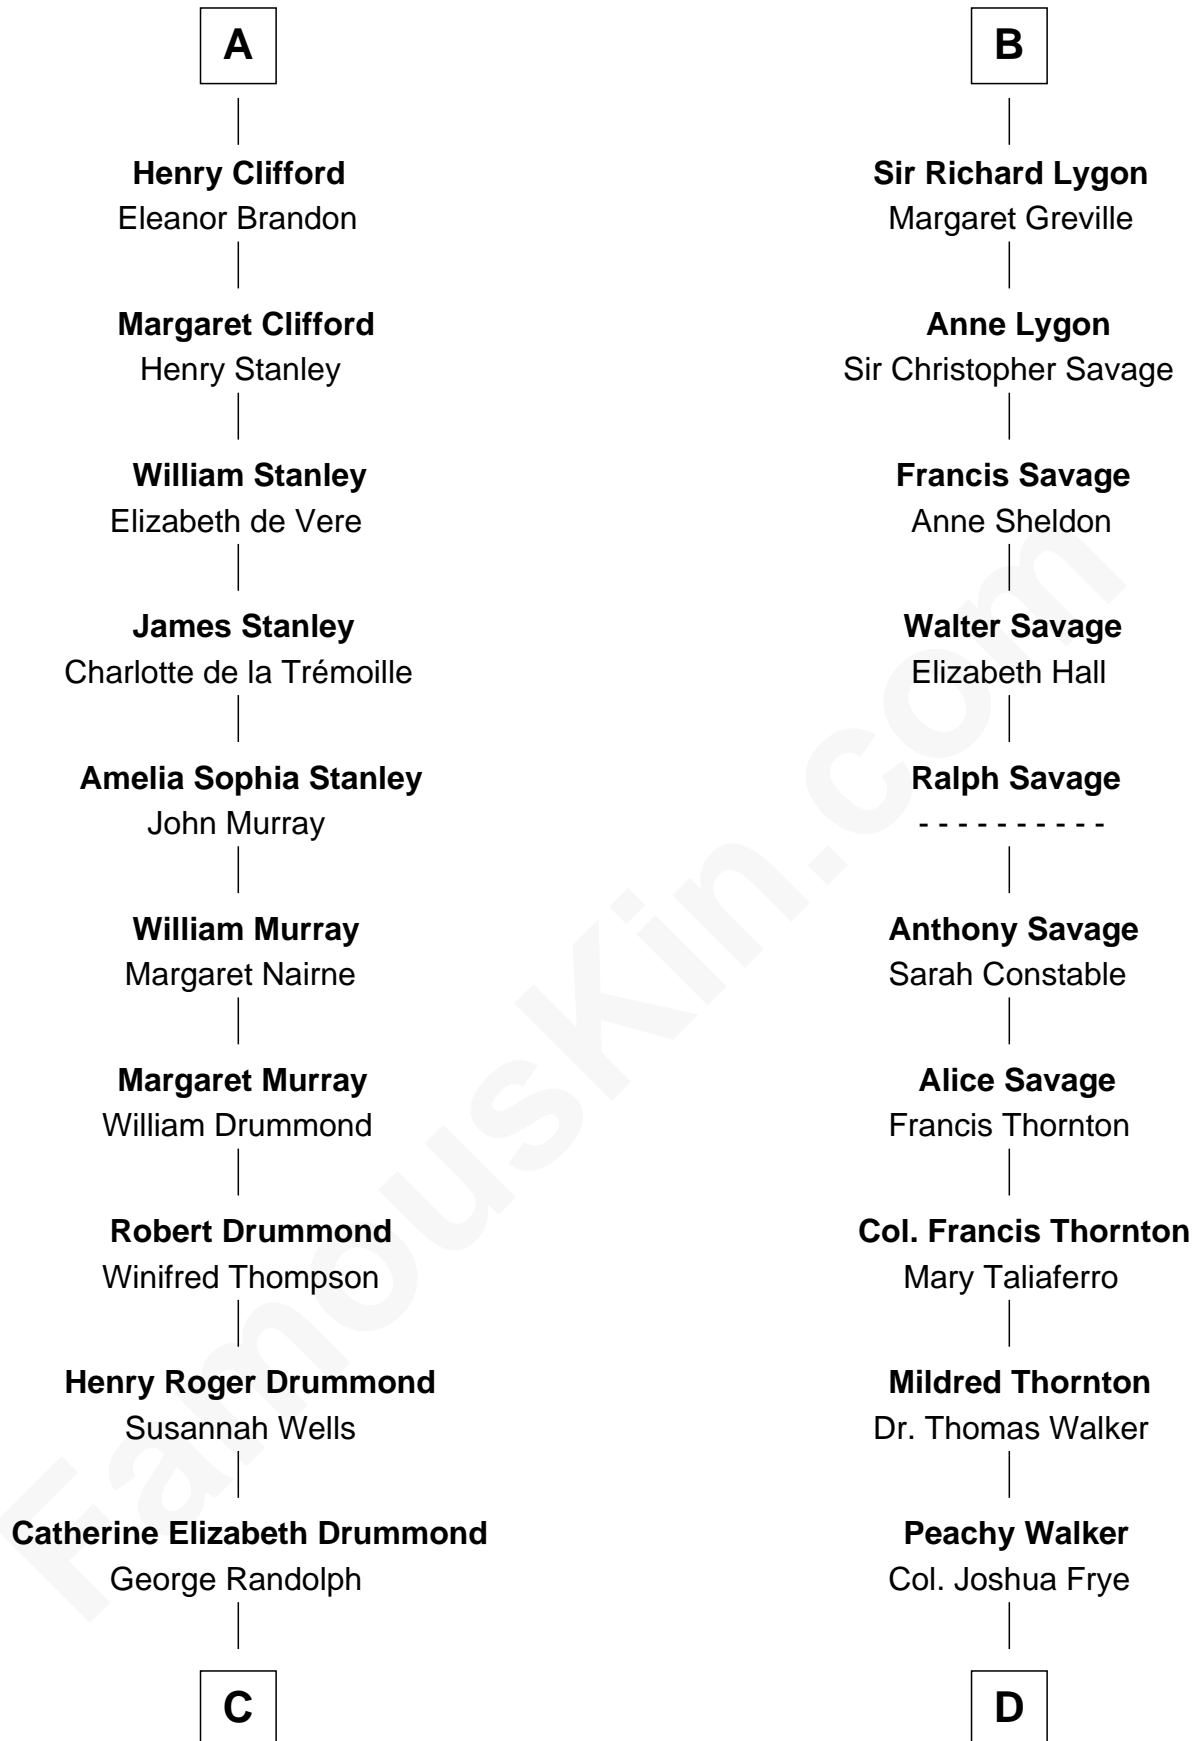 A
Henry Clifford
Eleanor Brandon
Margaret Clifford
Henry Stanley
William Stanley
Elizabeth de Vere
James Stanley
Charlotte de la Trémoille
Amelia Sophia Stanley
John Murray
William Murray
Margaret Nairne
Margaret Murray
William Drummond
Robert Drummond
Winifred Thompson
Henry Roger Drummond
Susannah Wells
Catherine Elizabeth Drummond
George Randolph
C
B
Sir Richard Lygon
Margaret Greville
Anne Lygon
Sir Christopher Savage
Francis Savage
Anne Sheldon
Walter Savage
Elizabeth Hall
Ralph Savage
- - - - - - - - - -
Anthony Savage
Sarah Constable
Alice Savage
Francis Thornton
Col. Francis Thornton
Mary Taliaferro
Mildred Thornton
Dr. Thomas Walker
Peachy Walker
Col. Joshua Frye
D
FamousKin.com